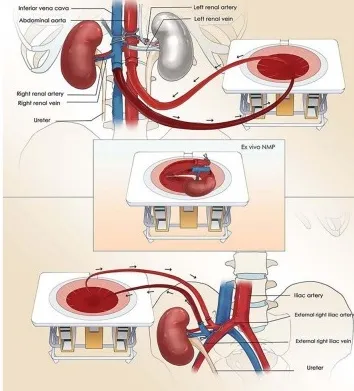 Inferior vena cava
Abdominal aorta
Left renal artery
Left renal vein
Right renal artery
Right renal vein
Ureter
Ex vivo NMP
Iliac artery
External right iliac artery
External right iliac vein
Ureter